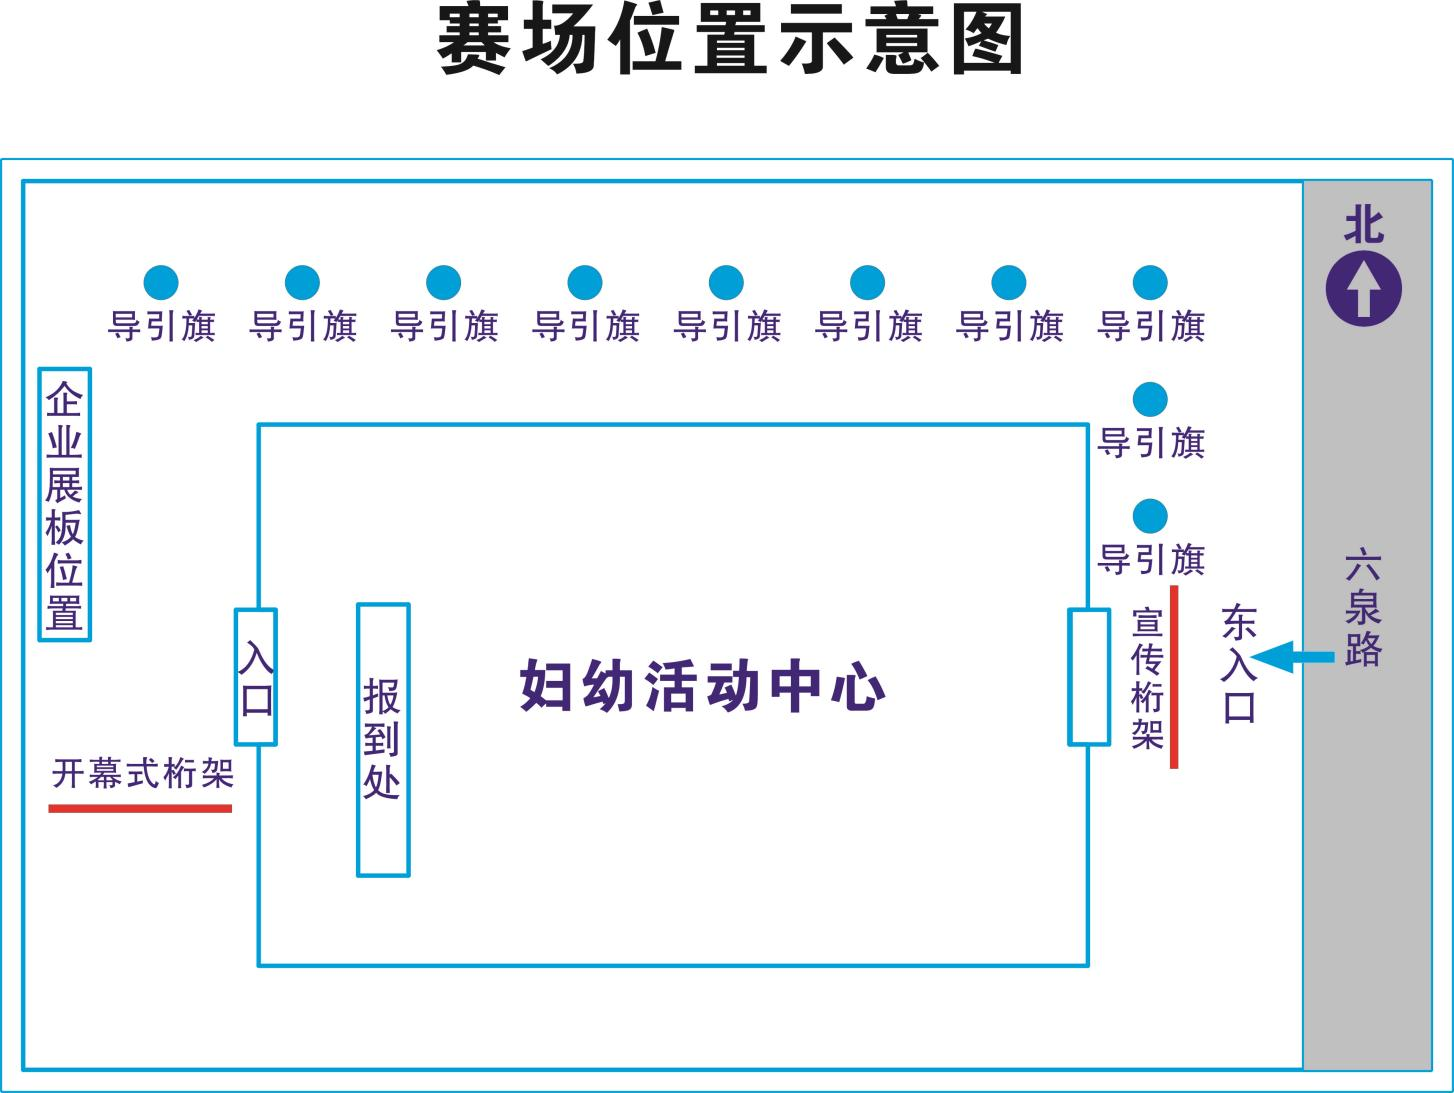 赛场位置示意图
北
导引旗
导引旗
导引旗
导引旗
导引旗
导引旗
导引旗
导引旗
导引旗
导引旗
企业展板位置
入口
报到处
妇幼活动中心
宣传桁架
东入口
六泉路
开幕式桁架